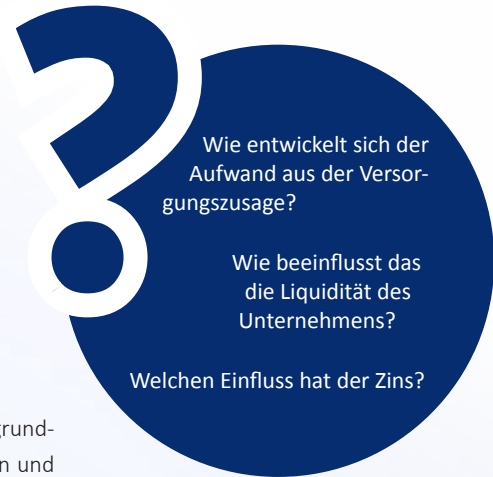 ?
Wie entwickelt sich der
Aufwand aus der Versor-
gungszusage?
Wie beeinflusst das
die Liquidität des
Unternehmens?
Welchen Einfluss hat der Zins?
grund-
n und